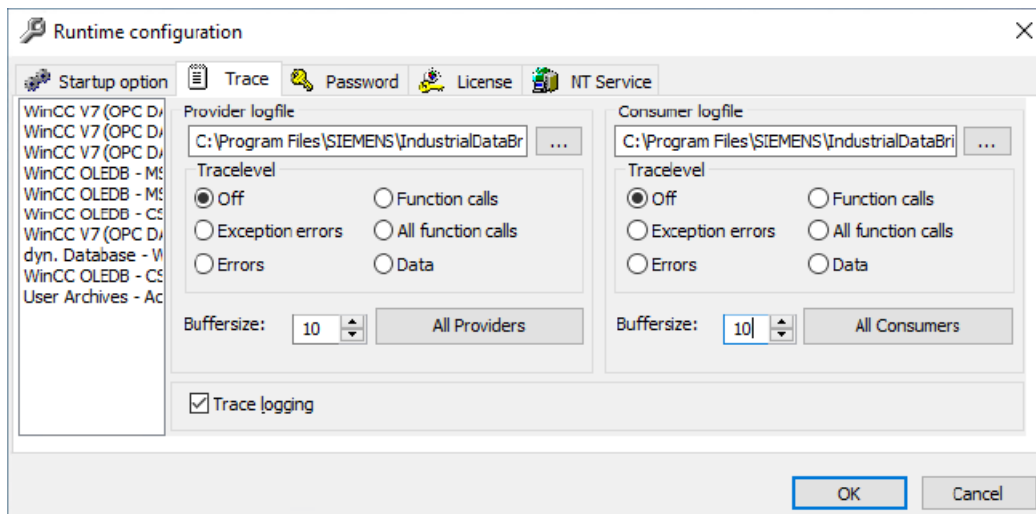 Runtime configuration
Startup option Trace Password License NT Service
WinCC V7 (OPC DA
WinCC V7 (OPC DA
WinCC V7 (OPC DA
WinCC OLEDB - MS
WinCC OLEDB - MS
WinCC OLEDB - CS
WinCC V7 (OPC DA
dyn. Database - W
WinCC OLEDB - CS
User Archives - Ac
Provider logfile
C:\Program Files\SIEMENS\IndustrialDataBr ...
Tracelevel
Off Function calls
Exception errors All function calls
Errors Data
Buffersize: 10 All Providers
Consumer logfile
C:\Program Files\SIEMENS\IndustrialDataBri ...
Tracelevel
Off Function calls
Exception errors All function calls
Errors Data
Buffersize: 10 All Consumers
Trace logging
OK Cancel